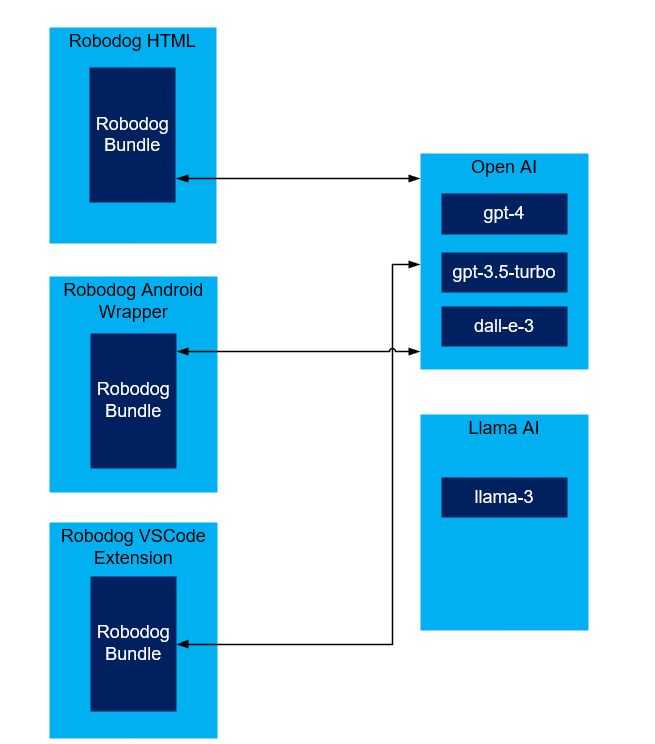 Robodog HTML
Robodog
Bundle
Robodog Android
Wrapper
Robodog
Bundle
Robodog VSCode
Extension
Robodog
Bundle
Open AI
gpt-4
gpt-3.5-turbo
dall-e-3
Llama AI
llama-3